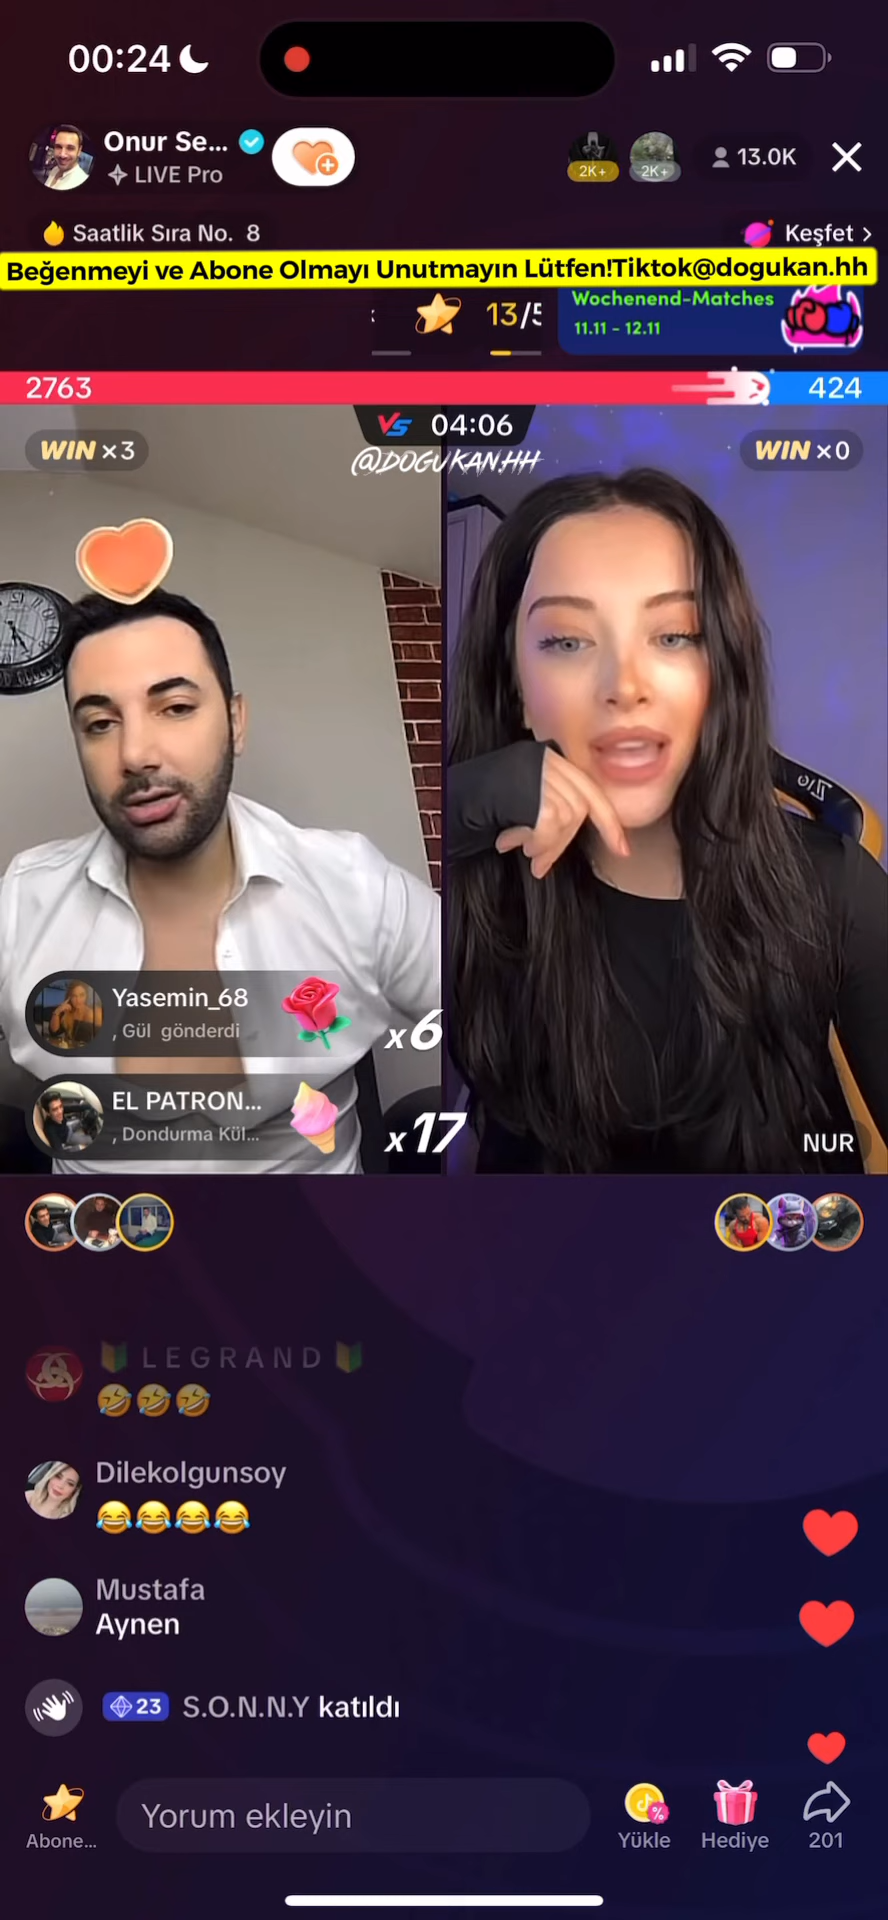 00:24
Onur Se...
LIVE Pro
2K+
2K+
13.0K
Saatlik Sıra No. 8
Keşfet
Beğenmeyi ve Abone Olmayı Unutmayın Lütfen!Tiktok@dogukan.hh
13/5
Wochenend-Matches
11.11 - 12.11
2763
424
VS 04:06
WIN x3
WIN x0
@DOGUKAN.HH
Yasemin_68
, Gül gönderdi
x6
EL PATRON...
, Dondurma Kül...
x17
NUR
LEGRAND
Dilekolgunsoy
Mustafa
Aynen
23 S.O.N.N.Y katıldı
Abone...
Yorum ekleyin
Yükle
Hediye
201